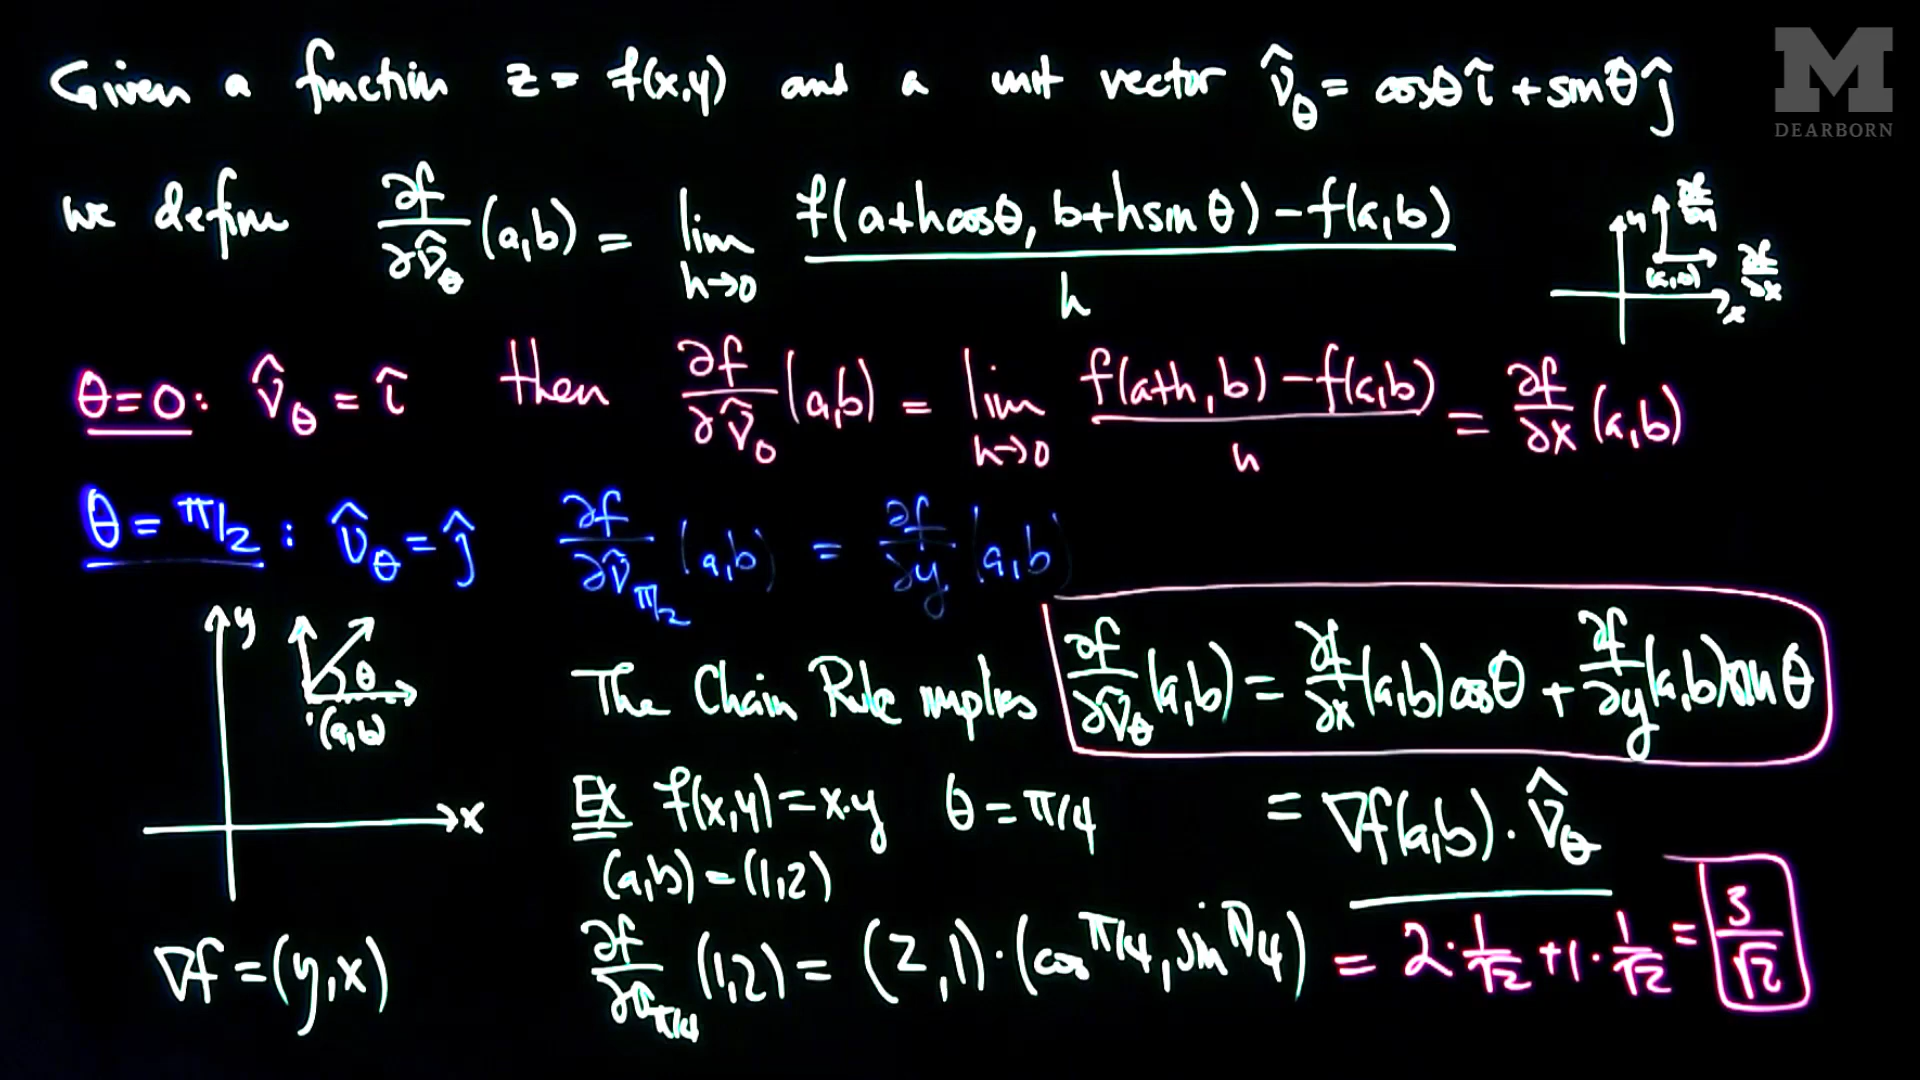 Given a function z = f(x,y) and a unit vector v̂_θ = cosθ î + sinθ ĵ
M
DEARBORN
we define ∂f/∂v̂_θ (a,b) = lim_{h→0} (f(a+hcosθ, b+hsinθ) - f(a,b))/h
y ∂f/∂y
(a,b) ∂f/∂x
x
θ=0: v̂_θ = î then ∂f/∂v̂_0 (a,b) = lim_{h→0} (f(a+h, b) - f(a,b))/h = ∂f/∂x (a,b)
θ = π/2 : v̂_θ = ĵ ∂f/∂v̂_{π/2} (a,b) = ∂f/∂y (a,b)
y
θ
(a,b)
x
The Chain Rule implies ∂f/∂v̂_θ (a,b) = ∂f/∂x (a,b) cosθ + ∂f/∂y (a,b) sin θ
Ex f(x,y) = x·y θ = π/4 = ∇f(a,b) · v̂_θ
(a,b) = (1,2)
∇f = (y,x) ∂f/∂v̂_{π/4} (1,2) = (2,1)·(cos π/4, sin π/4) = 2·1/√2 + 1·1/√2 = 3/√2